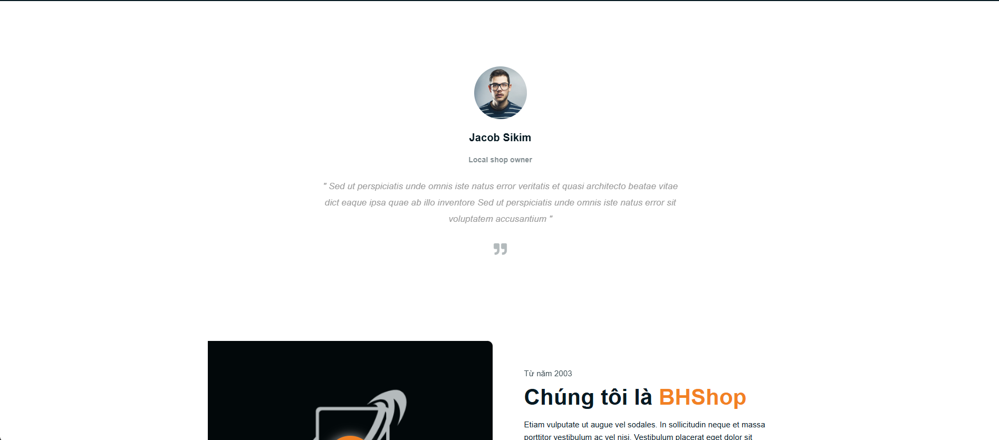 Jacob Sikim
Local shop owner
" Sed ut perspiciatis unde omnis iste natus error veritatis et quasi architecto beatae vitae
dict eaque ipsa quae ab illo inventore Sed ut perspiciatis unde omnis iste natus error sit
voluptatem accusantium "
Từ năm 2003
Chúng tôi là BHShop
Etiam vulputate ut augue vel sodales. In sollicitudin neque et massa
porttitor vestibulum ac vel nisi. Vestibulum placerat eget dolor sit